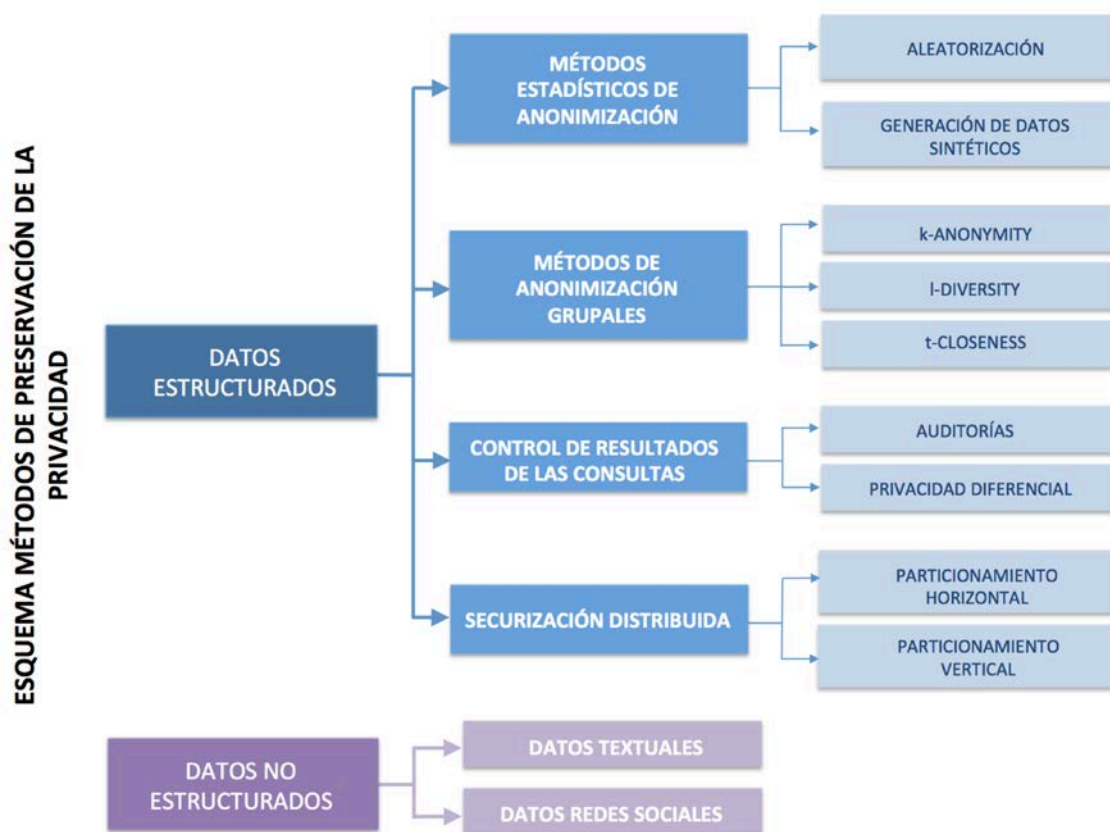 ESQUEMA MÉTODOS DE PRESERVACIÓN DE LA
PRIVACIDAD
DATOS
ESTRUCTURADOS
MÉTODOS
ESTADÍSTICOS DE
ANONIMIZACIÓN
ALEATORIZACIÓN
GENERACIÓN DE DATOS
SINTÉTICOS
MÉTODOS DE
ANONIMIZACIÓN
GRUPALES
k-ANONYMITY
l-DIVERSITY
t-CLOSENESS
CONTROL DE RESULTADOS
DE LAS CONSULTAS
AUDITORÍAS
PRIVACIDAD DIFERENCIAL
SECURIZACIÓN DISTRIBUIDA
PARTICIONAMIENTO
HORIZONTAL
PARTICIONAMIENTO
VERTICAL
DATOS NO
ESTRUCTURADOS
DATOS TEXTUALES
DATOS REDES SOCIALES